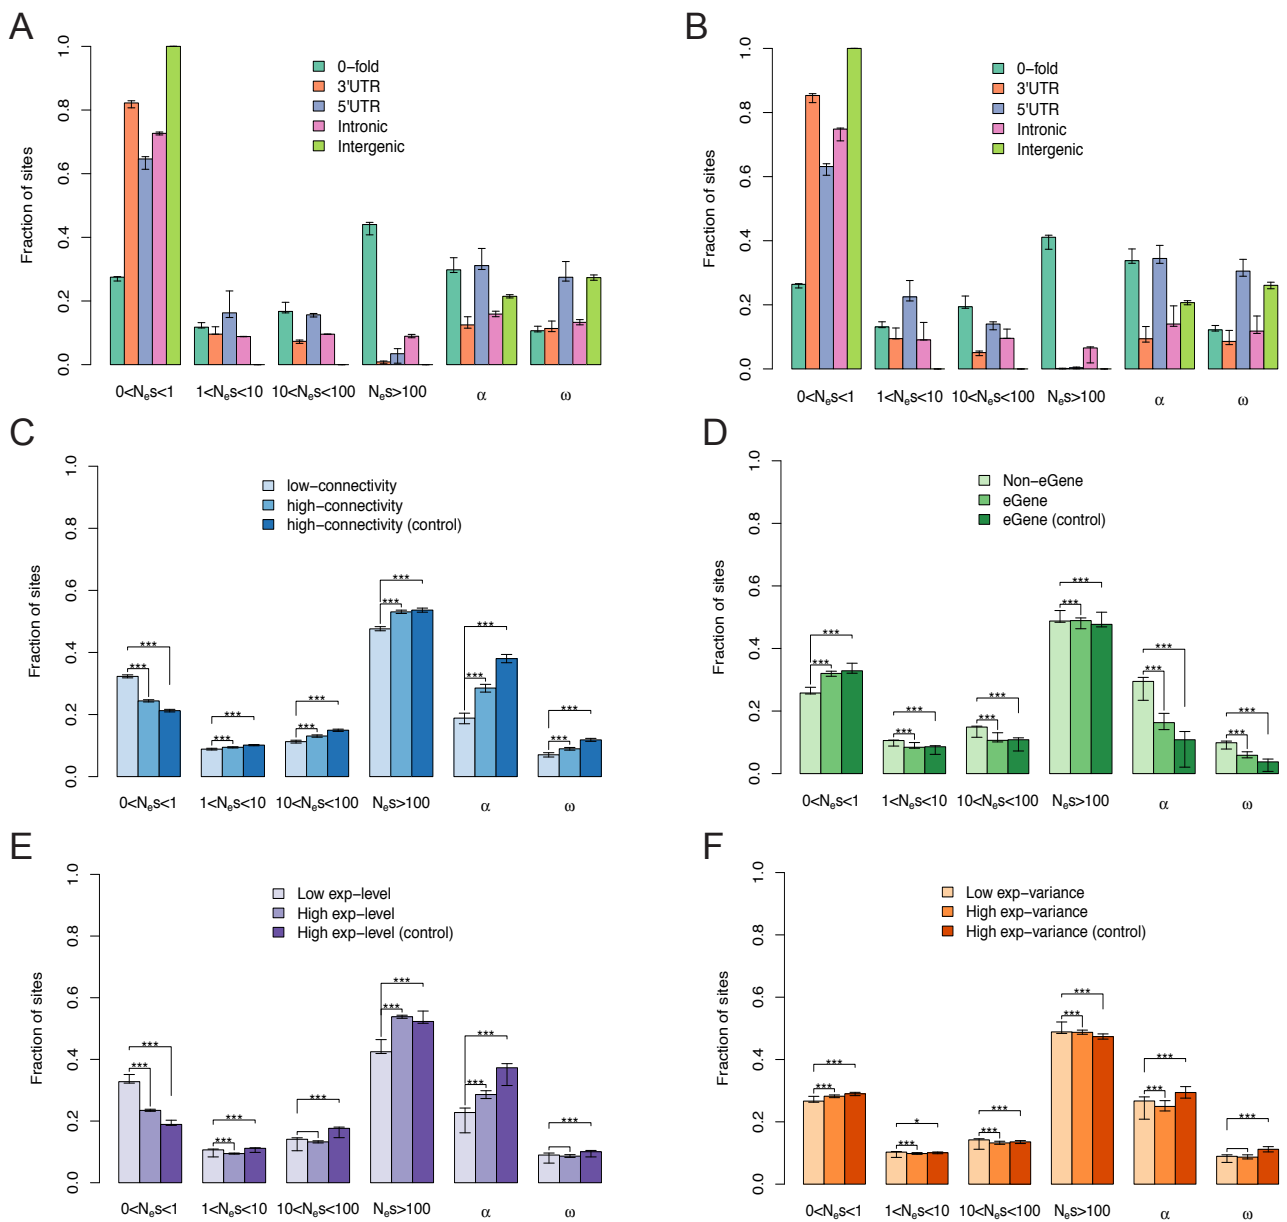 A
Fraction of sites
0.0 0.2 0.4 0.6 0.8 1.0
0−fold
3'UTR
5'UTR
Intronic
Intergenic
0<Nes<1 1<Nes<10 10<Nes<100 Nes>100 α ω
B
Fraction of sites
0.0 0.2 0.4 0.6 0.8 1.0
0−fold
3'UTR
5'UTR
Intronic
Intergenic
0<Nes<1 1<Nes<10 10<Nes<100 Nes>100 α ω
C
Fraction of sites
0.0 0.2 0.4 0.6 0.8 1.0
low−connectivity
high−connectivity
high−connectivity (control)
*** *** *** *** *** ***
*** *** *** *** *** ***
0<Nes<1 1<Nes<10 10<Nes<100 Nes>100 α ω
D
Fraction of sites
0.0 0.2 0.4 0.6 0.8 1.0
Non−eGene
eGene
eGene (control)
*** *** *** *** *** ***
*** *** *** *** *** ***
0<Nes<1 1<Nes<10 10<Nes<100 Nes>100 α ω
E
Fraction of sites
0.0 0.2 0.4 0.6 0.8 1.0
Low exp−level
High exp−level
High exp−level (control)
*** *** *** *** *** ***
*** *** *** ***
0<Nes<1 1<Nes<10 10<Nes<100 Nes>100 α ω
F
Fraction of sites
0.0 0.2 0.4 0.6 0.8 1.0
Low exp−variance
High exp−variance
High exp−variance (control)
*** * *** *** *** ***
*** *** *** *** ***
0<Nes<1 1<Nes<10 10<Nes<100 Nes>100 α ω